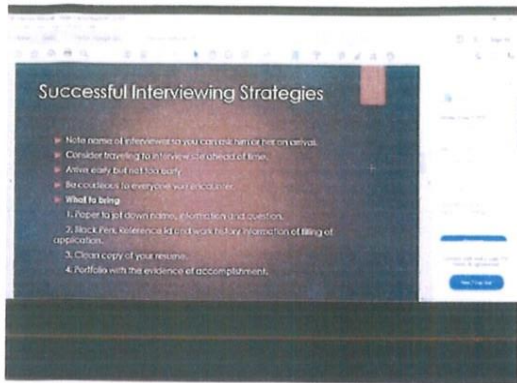 Successful Interviewing Strategies
Note name of interviewer so you can ask him or her on arrival.
Consider traveling to interview site ahead of time.
Arrive early but not too early
Be courteous to everyone you encounter.
What to bring
1. Paper to jot down name, information and question.
2. Black Pen, Reference id and work history information of filling of
application.
3. Clean copy of your resume.
4. Portfolio with the evidence of accomplishment.